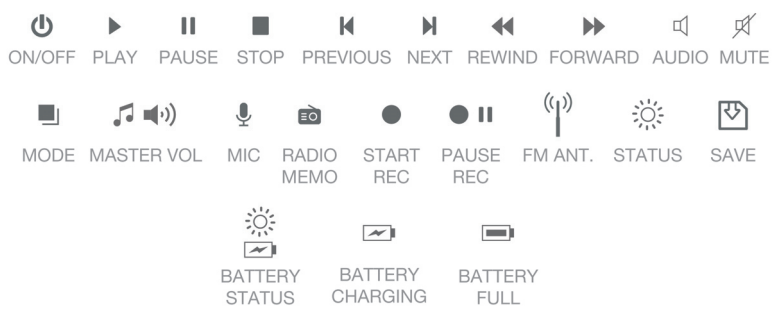 ON/OFF PLAY PAUSE STOP PREVIOUS NEXT REWIND FORWARD AUDIO MUTE
MODE MASTER VOL MIC RADIO MEMO START REC PAUSE REC FM ANT. STATUS SAVE
BATTERY STATUS BATTERY CHARGING BATTERY FULL